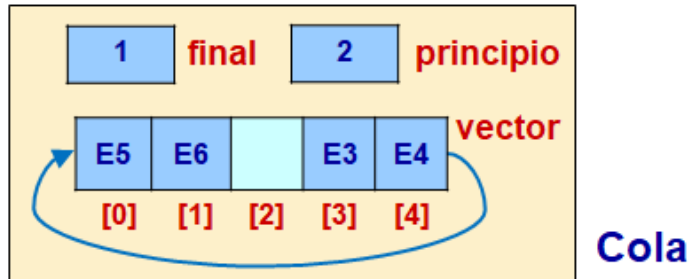 1 final 2 principio
vector
E5 E6 E3 E4
[0] [1] [2] [3] [4]
Cola